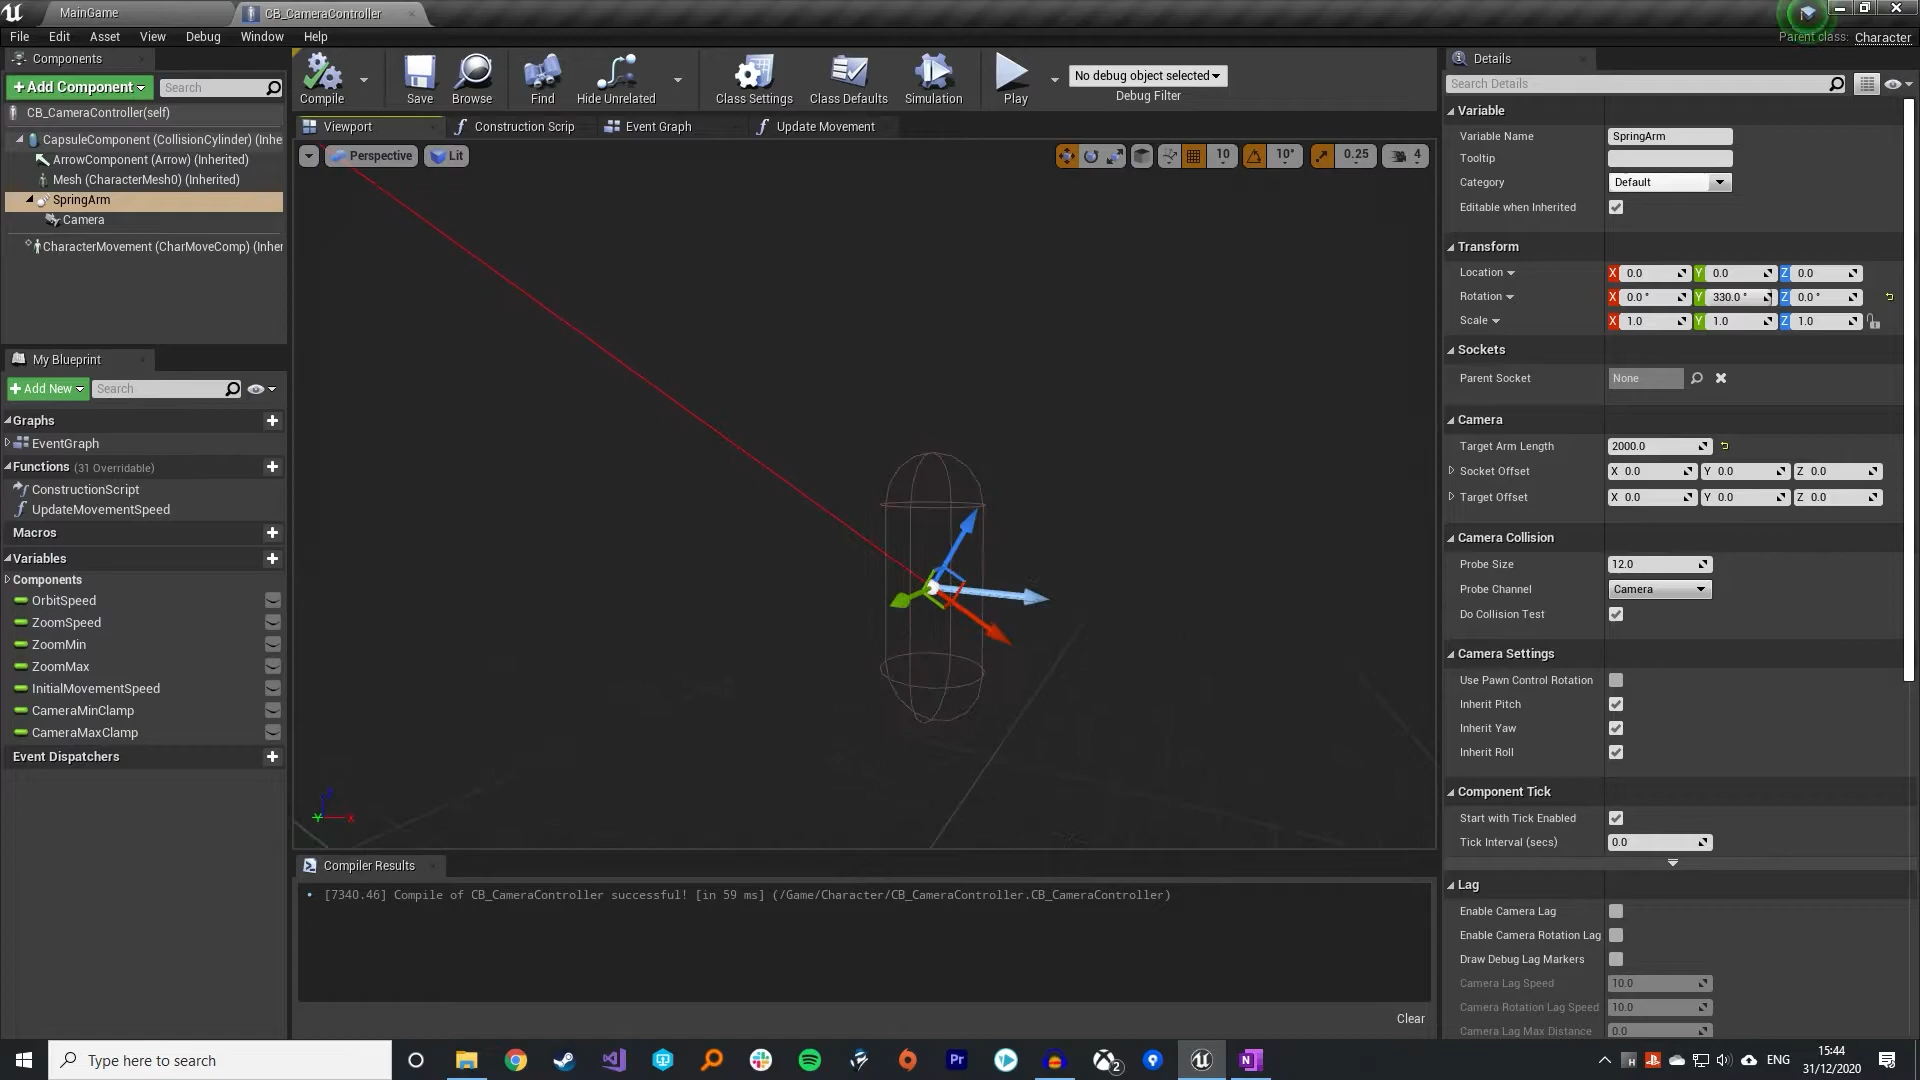 MainGame
CB_CameraController
File Edit Asset View Debug Window Help
Parent class: Character
Components
+ Add Component
Search
CB_CameraController(self)
CapsuleComponent (CollisionCylinder) (Inhe
ArrowComponent (Arrow) (Inherited)
Mesh (CharacterMesh0) (Inherited)
SpringArm
Camera
CharacterMovement (CharMoveComp) (Inher
My Blueprint
+ Add New
Search
Graphs
EventGraph
Functions (31 Overridable)
ConstructionScript
UpdateMovementSpeed
Macros
Variables
Components
OrbitSpeed
ZoomSpeed
ZoomMin
ZoomMax
InitialMovementSpeed
CameraMinClamp
CameraMaxClamp
Event Dispatchers
Compile
Save
Browse
Find
Hide Unrelated
Class Settings
Class Defaults
Simulation
Play
No debug object selected
Debug Filter
Viewport
Construction Scrip
Event Graph
Update Movement
Perspective
Lit
10
10°
0.25
4
Z
Y
X
Compiler Results
• [7340.46] Compile of CB_CameraController successful! [in 59 ms] (/Game/Character/CB_CameraController.CB_CameraController)
Clear
Details
Search Details
Variable
Variable Name SpringArm
Tooltip
Category Default
Editable when Inherited
Transform
Location X 0.0 Y 0.0 Z 0.0
Rotation X 0.0 ° Y 330.0 ° Z 0.0 °
Scale X 1.0 Y 1.0 Z 1.0
Sockets
Parent Socket None
Camera
Target Arm Length 2000.0
Socket Offset X 0.0 Y 0.0 Z 0.0
Target Offset X 0.0 Y 0.0 Z 0.0
Camera Collision
Probe Size 12.0
Probe Channel Camera
Do Collision Test
Camera Settings
Use Pawn Control Rotation
Inherit Pitch
Inherit Yaw
Inherit Roll
Component Tick
Start with Tick Enabled
Tick Interval (secs) 0.0
Lag
Enable Camera Lag
Enable Camera Rotation Lag
Draw Debug Lag Markers
Camera Lag Speed 10.0
Camera Rotation Lag Speed 10.0
Camera Lag Max Distance 0.0
Type here to search
Pr
2
N
ENG
15:44
31/12/2020